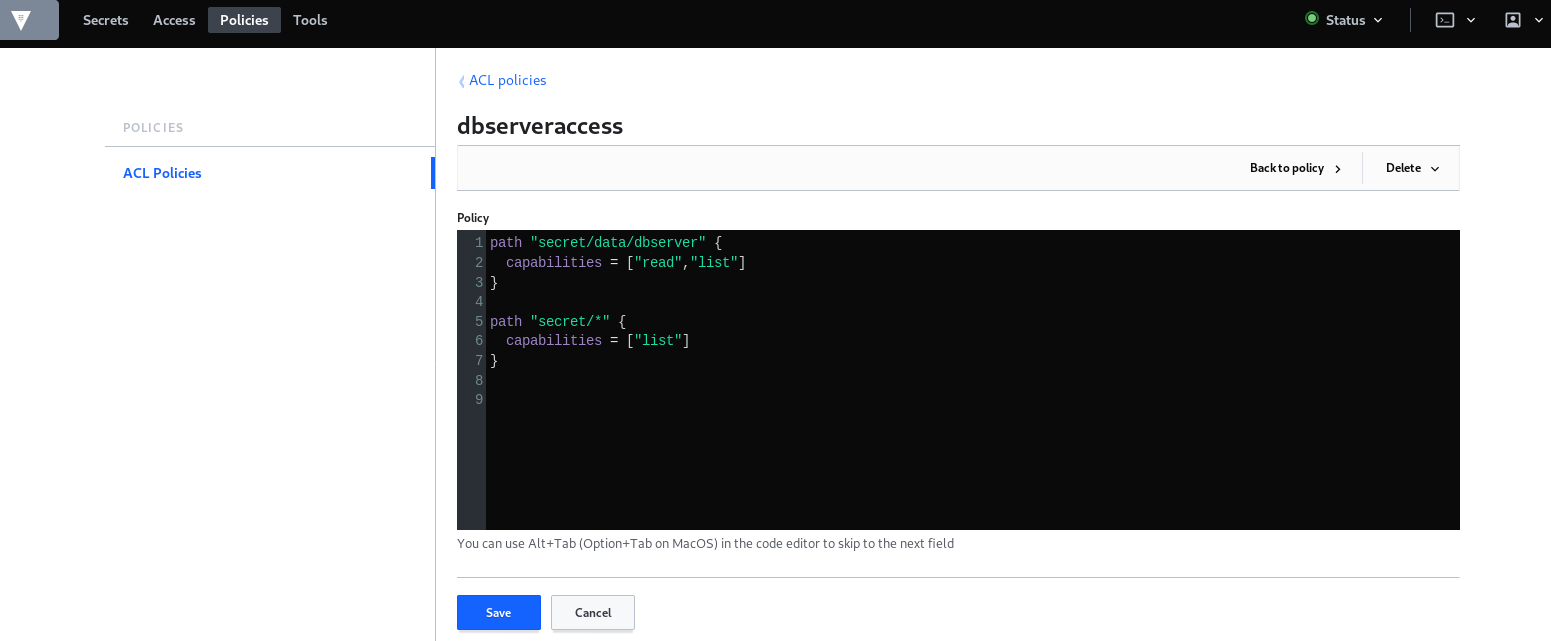 Secrets Access Policies Tools Status
ACL policies
POLICIES
dbserveraccess
ACL Policies
Back to policy Delete
Policy
1 path "secret/data/dbserver" {
2   capabilities = ["read","list"]
3 }
4
5 path "secret/*" {
6   capabilities = ["list"]
7 }
8
9
You can use Alt+Tab (Option+Tab on MacOS) in the code editor to skip to the next field
Save Cancel